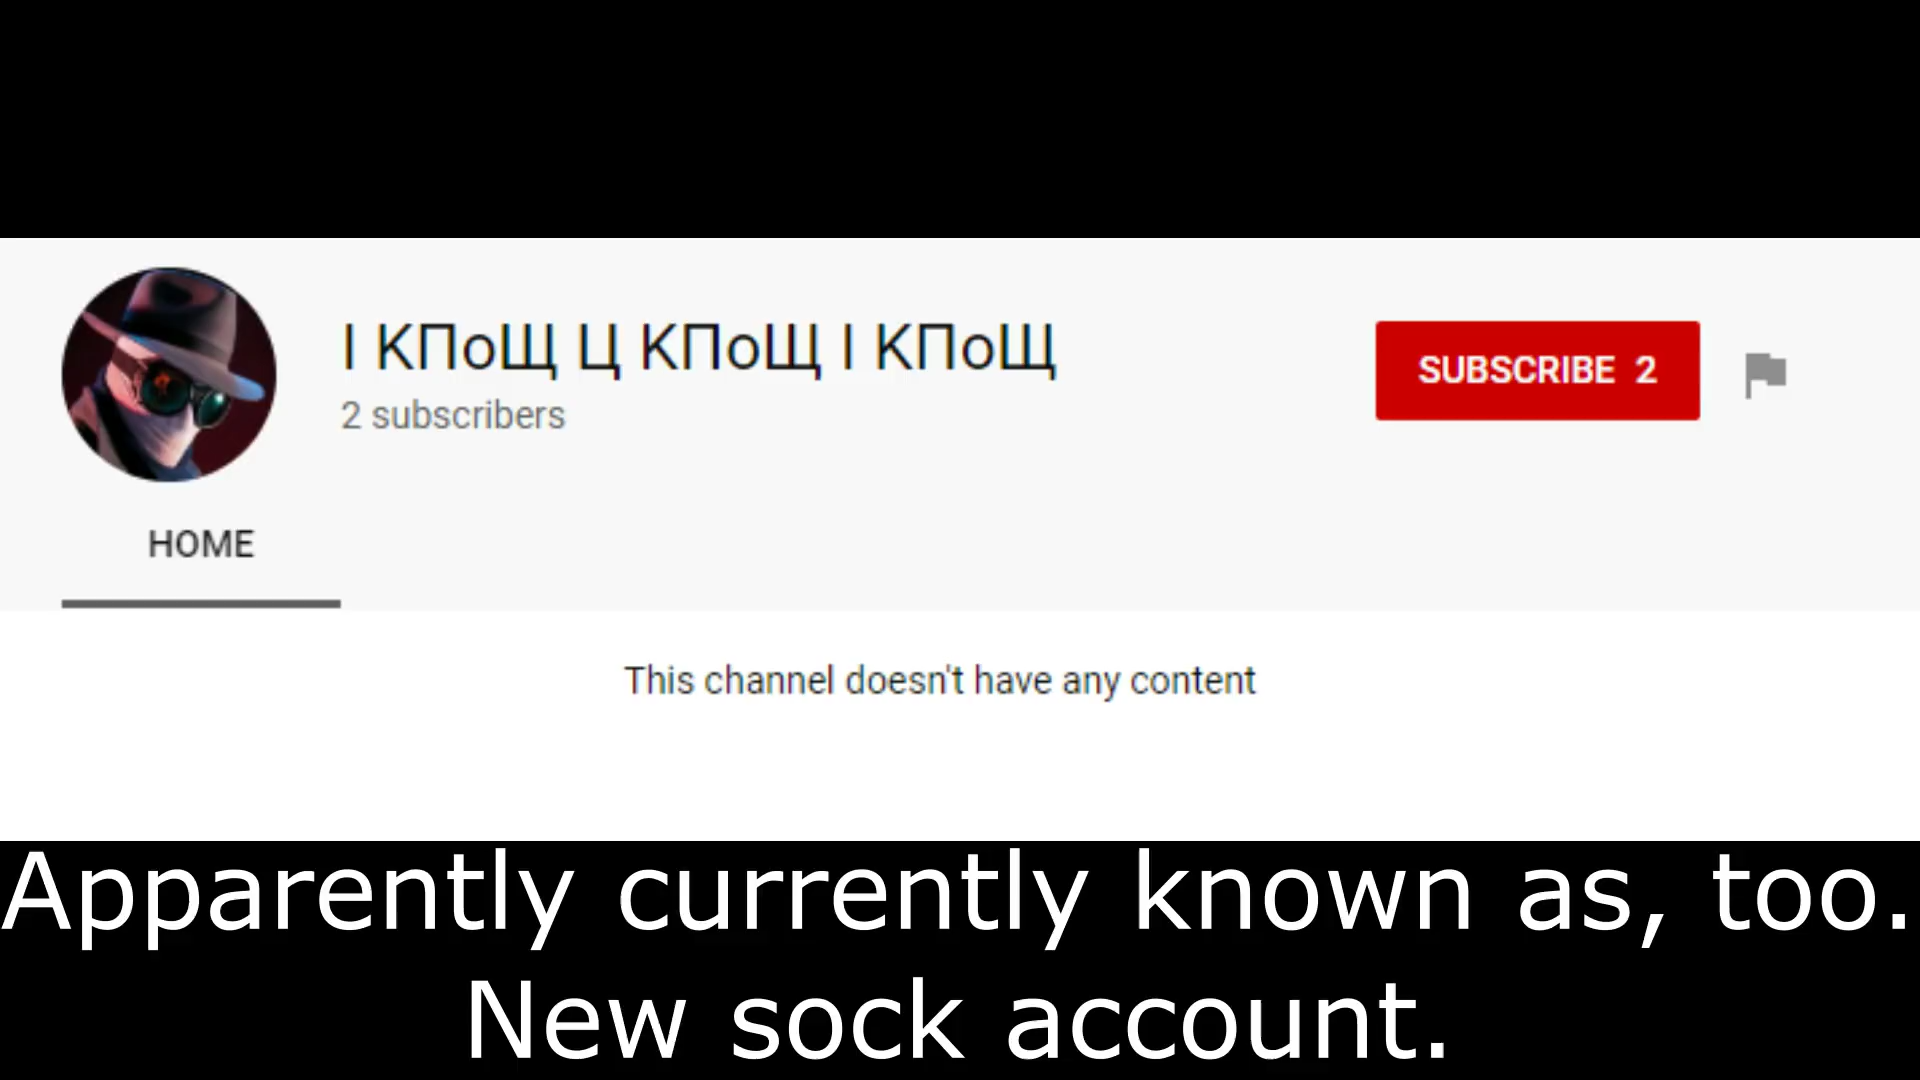 І КПоЩ Ц КПоЩ І КПоЩ
2 subscribers
SUBSCRIBE 2
HOME
This channel doesn't have any content
Apparently currently known as, too.
New sock account.